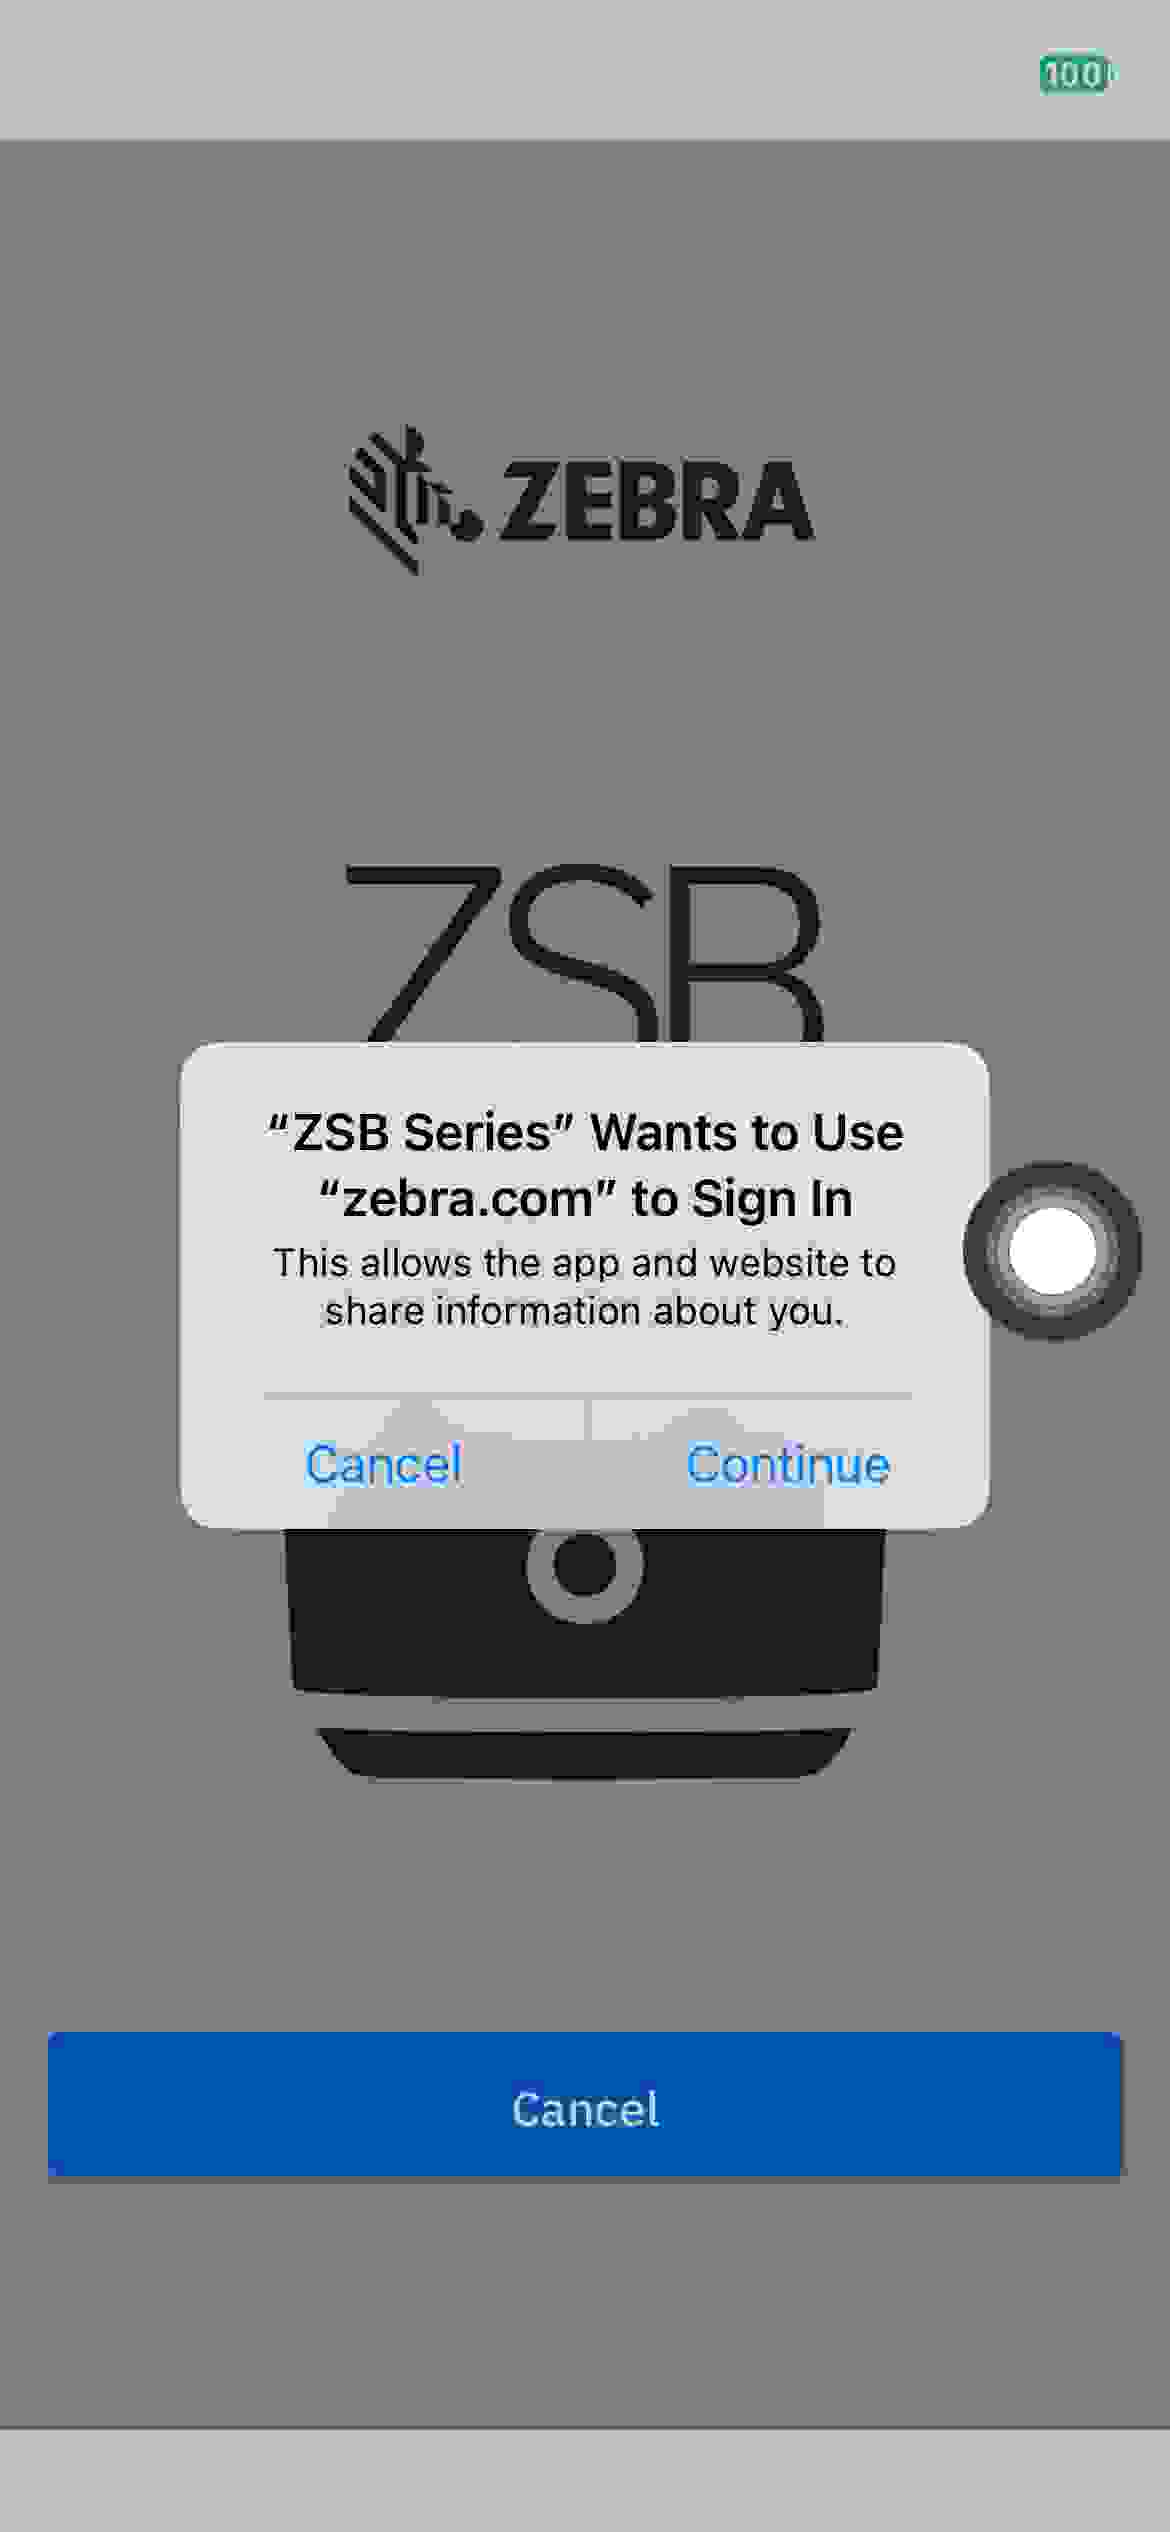 100
ZEBRA
ZSB
“ZSB Series” Wants to Use
“zebra.com” to Sign In
This allows the app and website to
share information about you.
Cancel
Continue
Cancel